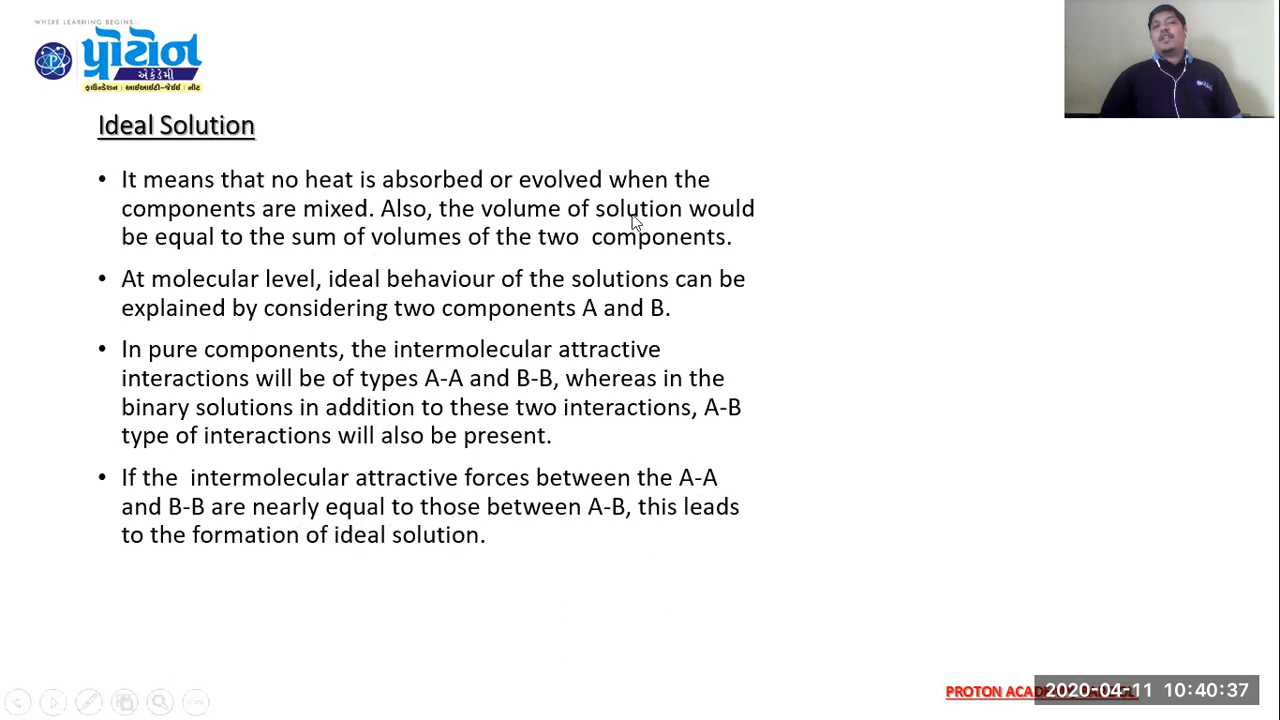 WHERE LEARNING BEGINS...
પ્રોટોન
એકેડેમી
ફાઉન્ડેશન : આઈઆઈટી-જેઈઈ : નીટ
Ideal Solution
• It means that no heat is absorbed or evolved when the
components are mixed. Also, the volume of solution would
be equal to the sum of volumes of the two components.
• At molecular level, ideal behaviour of the solutions can be
explained by considering two components A and B.
• In pure components, the intermolecular attractive
interactions will be of types A-A and B-B, whereas in the
binary solutions in addition to these two interactions, A-B
type of interactions will also be present.
• If the intermolecular attractive forces between the A-A
and B-B are nearly equal to those between A-B, this leads
to the formation of ideal solution.
PROTON
2020-04-11 10:40:37